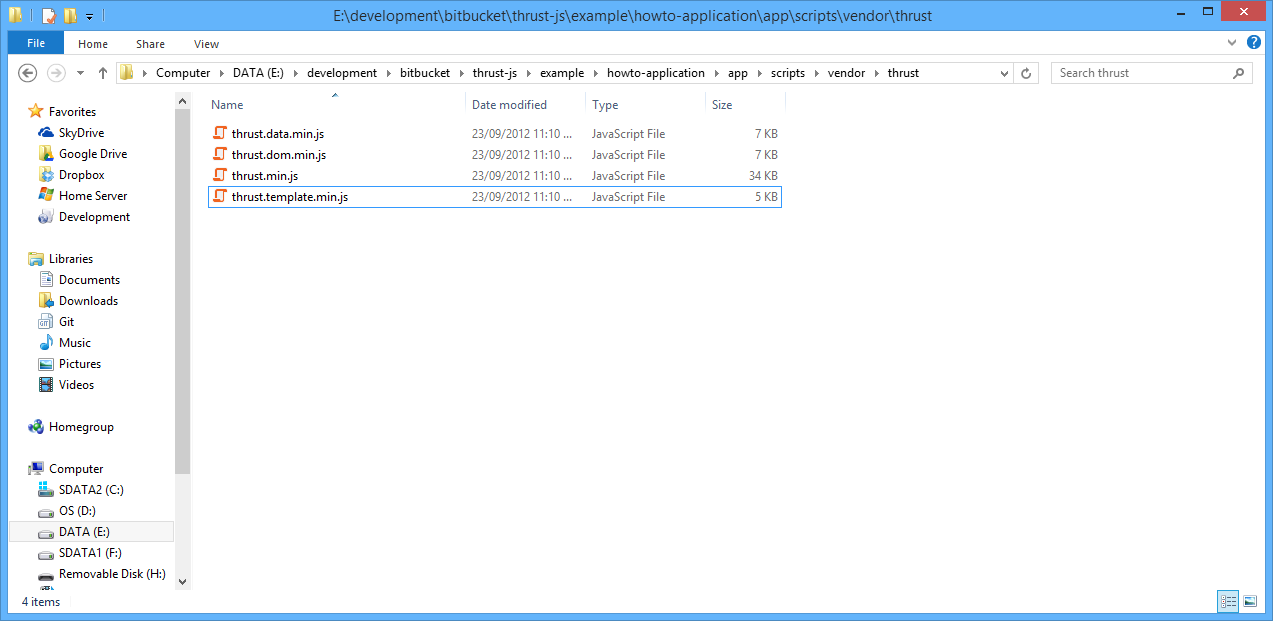 E:\development\bitbucket\thrust-js\example\howto-application\app\scripts\vendor\thrust
File Home Share View
Computer DATA (E:) development bitbucket thrust-js example howto-application app scripts vendor thrust Search thrust
Name Date modified Type Size
thrust.data.min.js 23/09/2012 11:10 ... JavaScript File 7 KB
thrust.dom.min.js 23/09/2012 11:10 ... JavaScript File 7 KB
thrust.min.js 23/09/2012 11:10 ... JavaScript File 34 KB
thrust.template.min.js 23/09/2012 11:10 ... JavaScript File 5 KB
Favorites
SkyDrive
Google Drive
Dropbox
Home Server
Development
Libraries
Documents
Downloads
Git
Music
Pictures
Videos
Homegroup
Computer
SDATA2 (C:)
OS (D:)
DATA (E:)
SDATA1 (F:)
Removable Disk (H:)
4 items